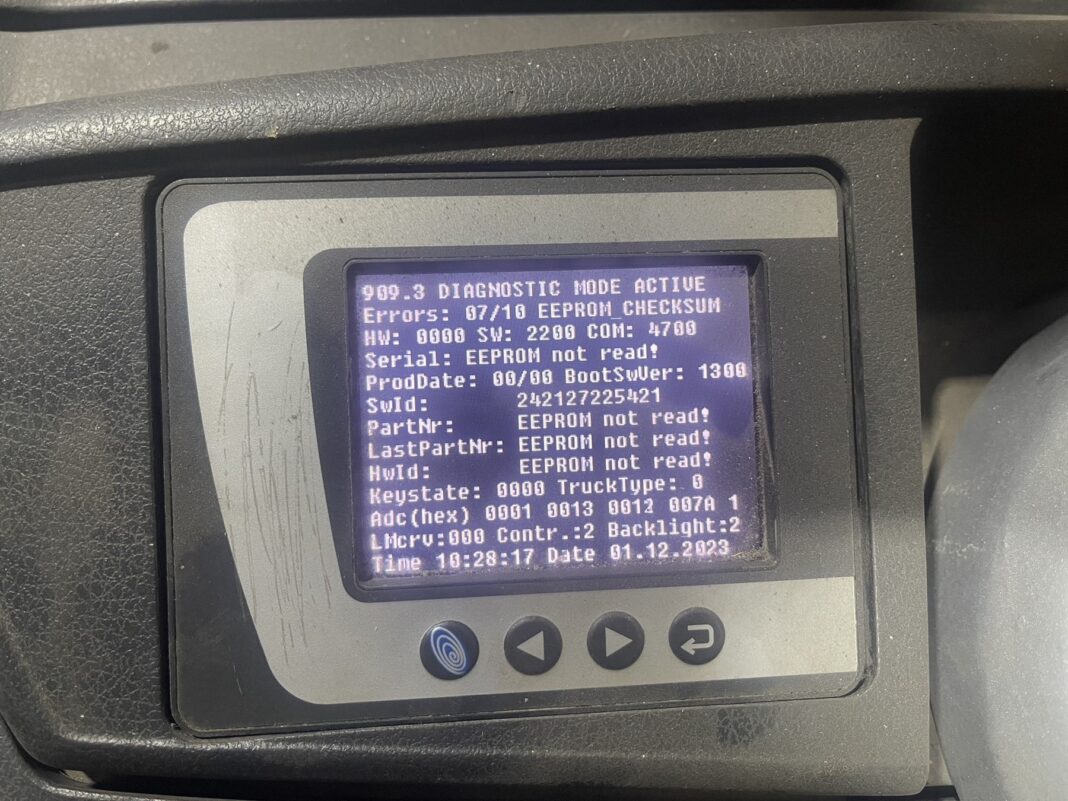 909.3 DIAGNOSTIC MODE ACTIVE
Errors: 07/10 EEPROM_CHECKSUM
HW: 0000 SW: 2200 COM: 4700
Serial: EEPROM not read!
ProdDate: 00/00 BootSwVer: 1300
SwId: 242127225421
PartNr: EEPROM not read!
LastPartNr: EEPROM not read!
HwId: EEPROM not read!
Keystate: 0000 TruckType: 0
Adc(hex) 0001 0013 0012 007A 1
LMcrv:000 Contr.:2 Backlight:2
Time 10:28:17 Date 01.12.2023